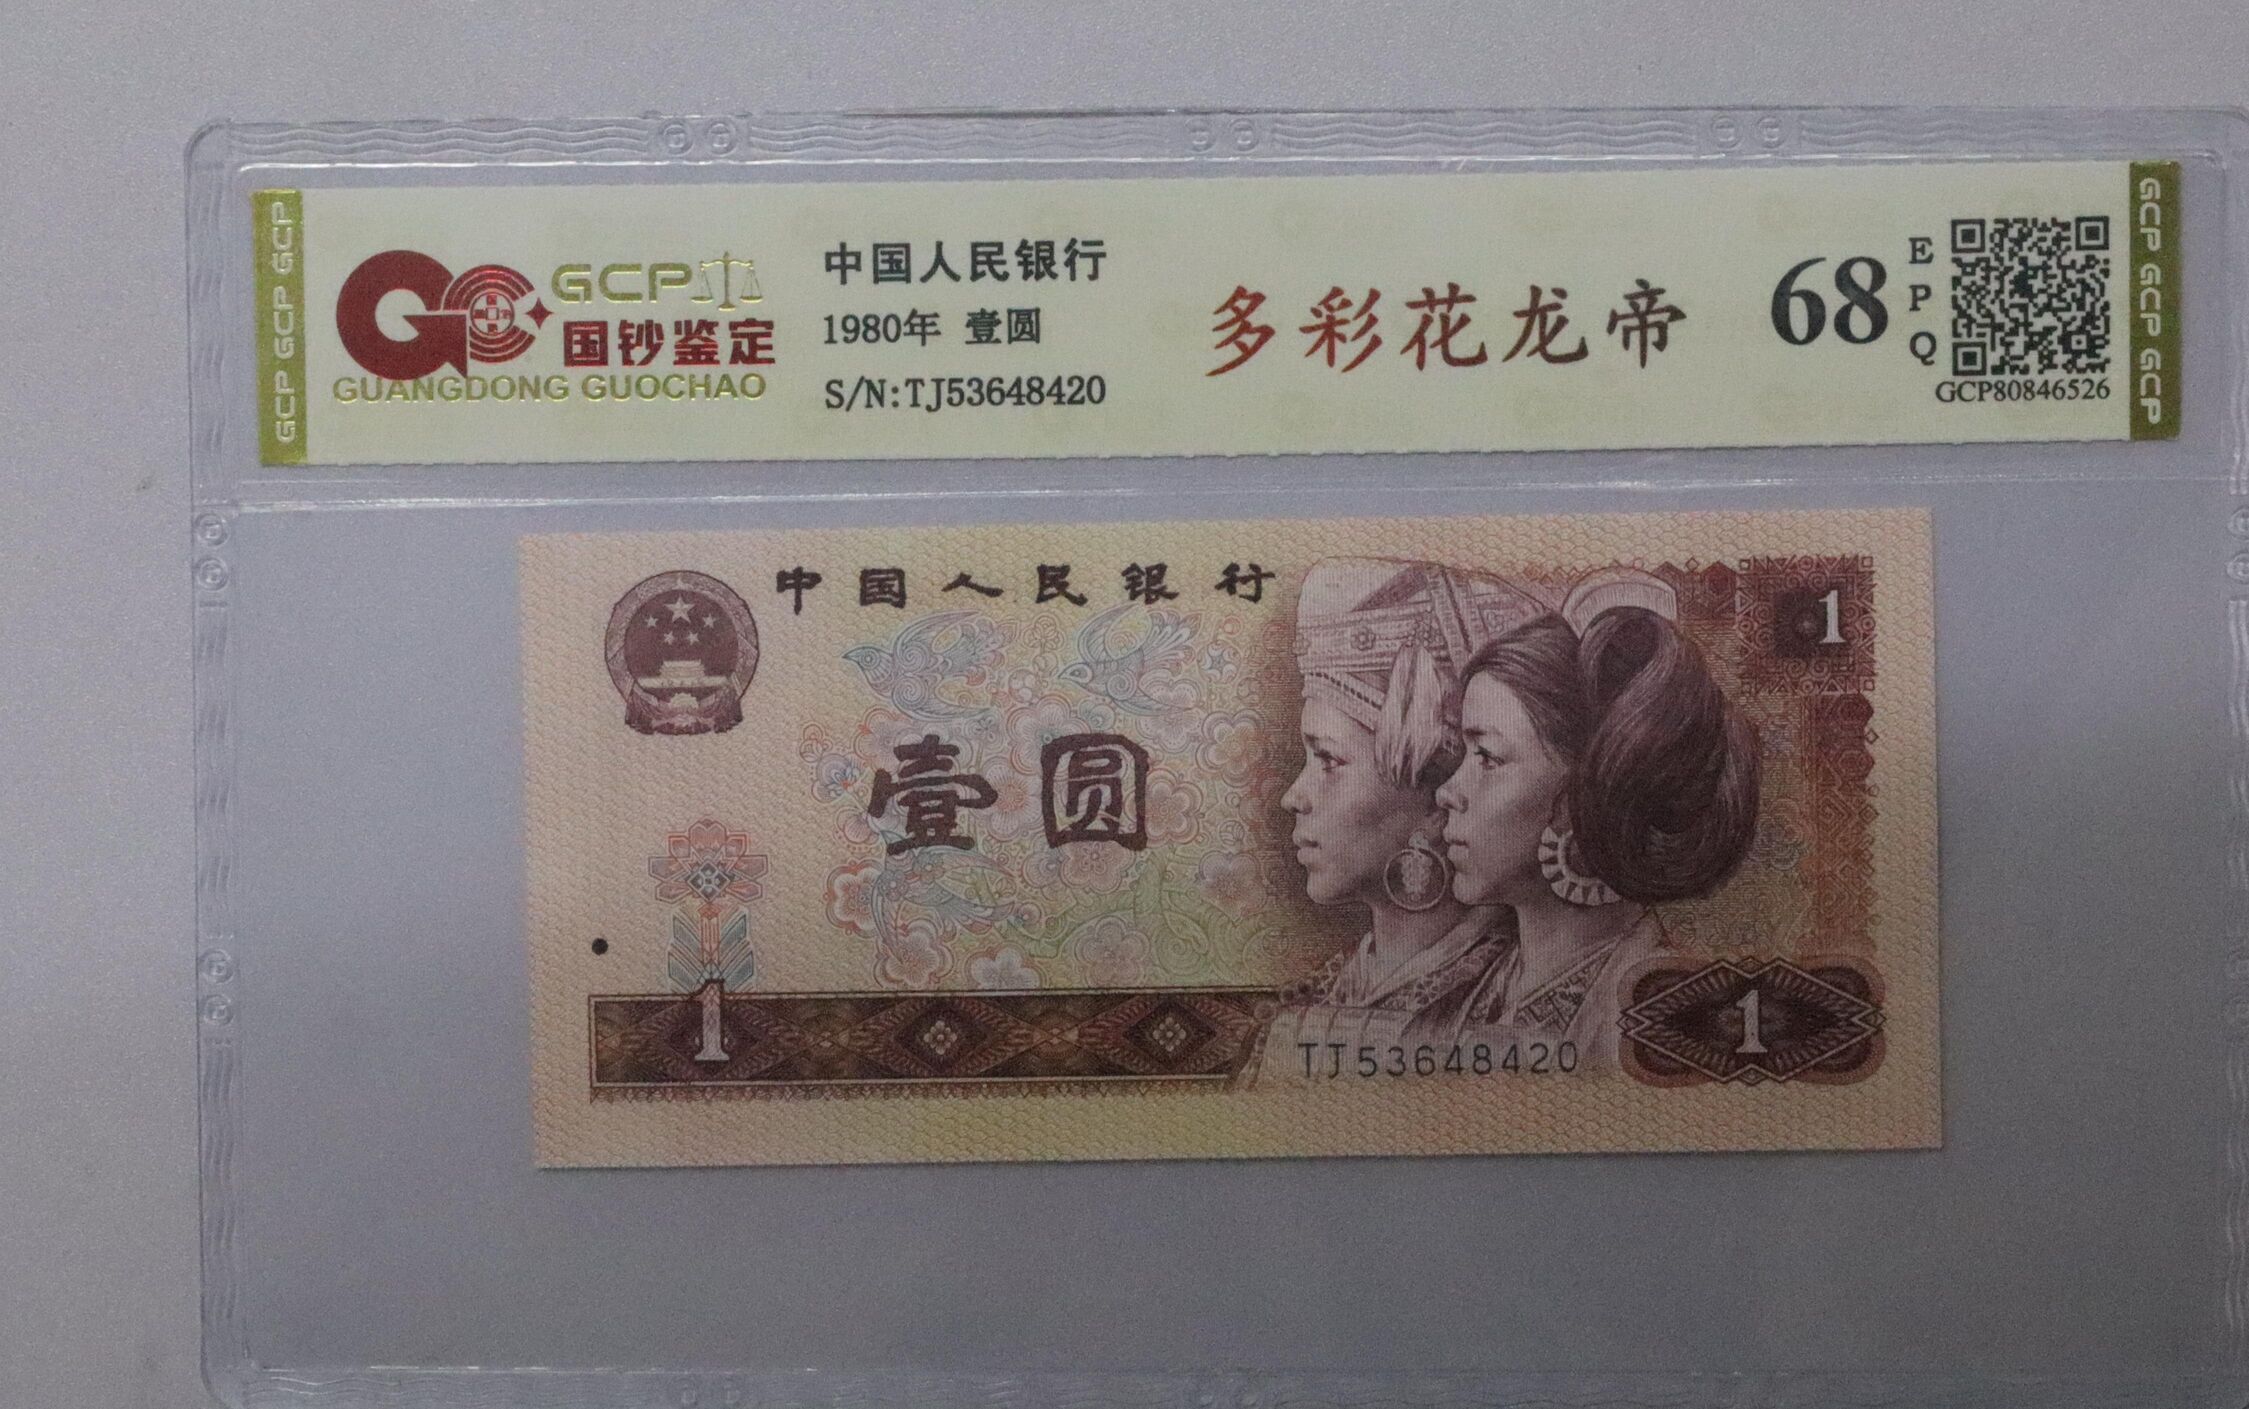 GCP GCP GCP
GCP
国钞鉴定
GUANGDONG GUOCHAO
中国人民银行
1980年 壹圆
S/N:TJ53648420
多彩花龙帝
68
EPQ
GCP80846526
GCP GCP GCP
中国人民银行
1
壹圆
1
TJ53648420
1